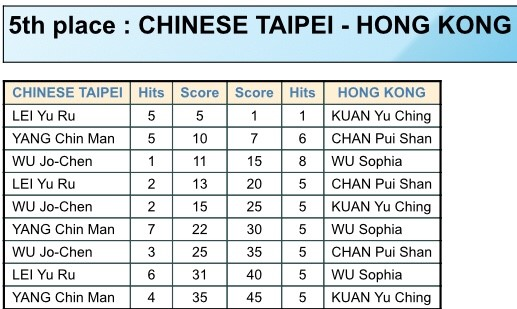 5th place : CHINESE TAIPEI - HONG KONG
CHINESE TAIPEI Hits Score Score Hits HONG KONG
LEI Yu Ru 5 5 1 1 KUAN Yu Ching
YANG Chin Man 5 10 7 6 CHAN Pui Shan
WU Jo-Chen 1 11 15 8 WU Sophia
LEI Yu Ru 2 13 20 5 CHAN Pui Shan
WU Jo-Chen 2 15 25 5 KUAN Yu Ching
YANG Chin Man 7 22 30 5 WU Sophia
WU Jo-Chen 3 25 35 5 CHAN Pui Shan
LEI Yu Ru 6 31 40 5 WU Sophia
YANG Chin Man 4 35 45 5 KUAN Yu Ching